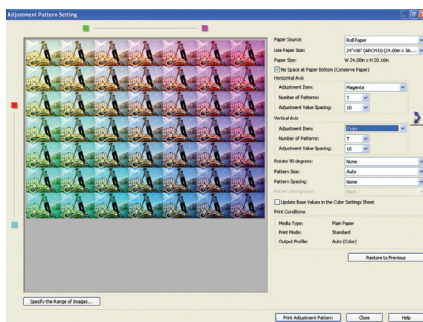 Adjustment Pattern Setting
Paper Source: Roll Paper
Use Paper Size: 24"x36" (ARCH D) (24.00in x 36....
Paper Size: W 24.00in x H 20.16in
No Space at Paper Bottom (Conserve Paper)
Horizontal Axis
Adjustment Item: Magenta
Number of Patterns: 7
Adjustment Value Spacing: 10
Vertical Axis
Adjustment Item: Cyan
Number of Patterns: 7
Adjustment Value Spacing: 10
Rotate 90 degrees: None
Pattern Size: Auto
Pattern Spacing: None
Pattern Background: Black
Update Base Values in the Color Settings Sheet
Print Conditions
Media Type: Plain Paper
Print Mode: Standard
Output Profile: Auto (Color)
Restore to Previous
Specify the Range of Images...
Print Adjustment Pattern Close Help